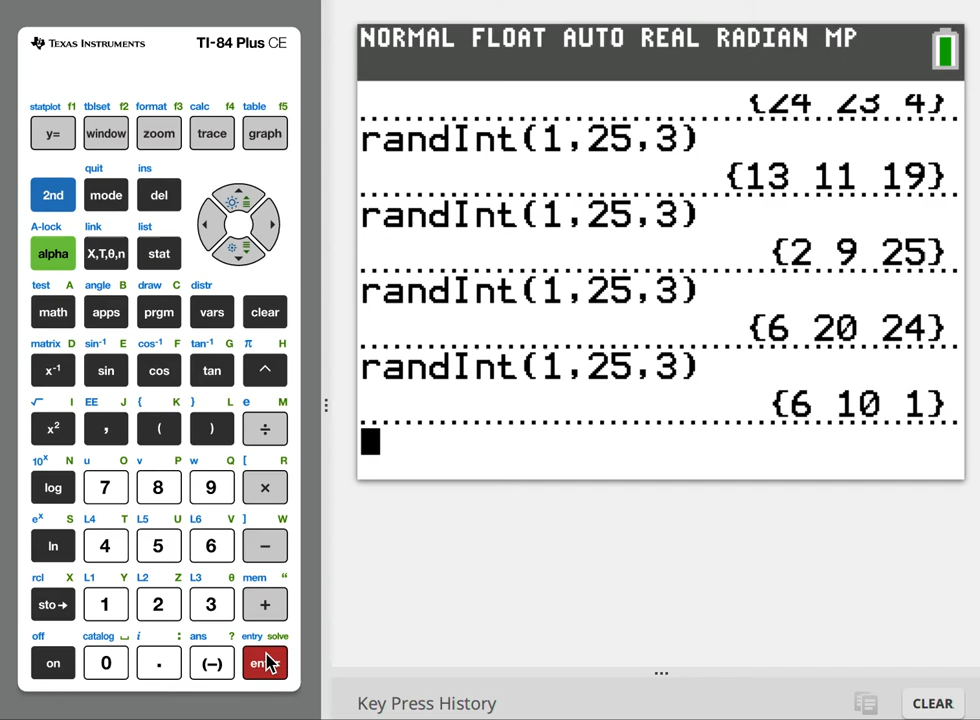 TEXAS INSTRUMENTS TI-84 Plus CE
statplot f1 tblset f2 format f3 calc f4 table f5
y= window zoom trace graph
quit ins
2nd mode del
A-lock link list
alpha X,T,θ,n stat
test A angle B draw C distr
math apps prgm vars clear
matrix D sin⁻¹ E cos⁻¹ F tan⁻¹ G π H
x⁻¹ sin cos tan ^
√ I EE J { K } L e M
x² , ( ) ÷
10ˣ N u O v P w Q [ R
log 7 8 9 ×
eˣ S L4 T L5 U L6 V ] W
ln 4 5 6 −
rcl X L1 Y L2 Z L3 θ mem “
sto→ 1 2 3 +
off catalog ␣ i : ans ? entry solve
on 0 . (−)
NORMAL FLOAT AUTO REAL RADIAN MP
{24 23 4}
randInt(1,25,3)
{13 11 19}
randInt(1,25,3)
{2 9 25}
randInt(1,25,3)
{6 20 24}
randInt(1,25,3)
{6 10 1}
Key Press History CLEAR